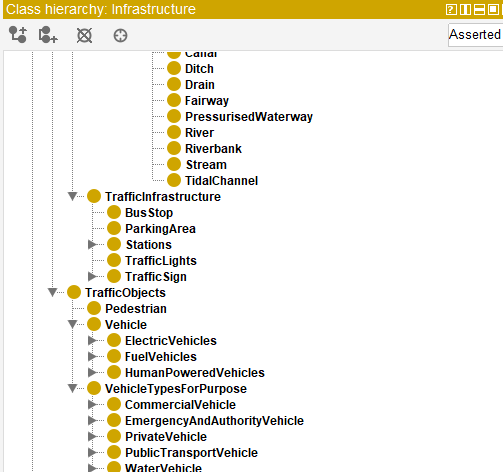 Class hierarchy: Infrastructure
Asserted
Canal
Ditch
Drain
Fairway
PressurisedWaterway
River
Riverbank
Stream
TidalChannel
TrafficInfrastructure
BusStop
ParkingArea
Stations
TrafficLights
TrafficSign
TrafficObjects
Pedestrian
Vehicle
ElectricVehicles
FuelVehicles
HumanPoweredVehicles
VehicleTypesForPurpose
CommercialVehicle
EmergencyAndAuthorityVehicle
PrivateVehicle
PublicTransportVehicle
WaterVehicle